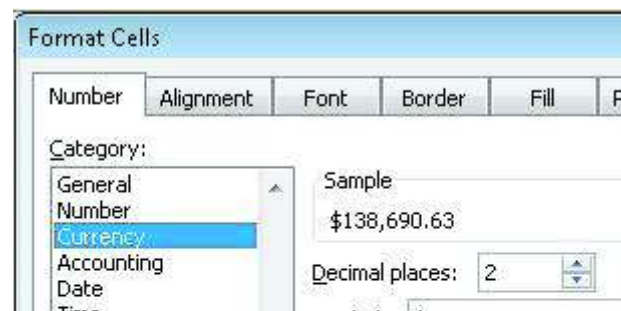 Format Cells
Number Alignment Font Border Fill
Category:
General
Number
Currency
Accounting
Date
Time
Sample
$138,690.63
Decimal places: 2